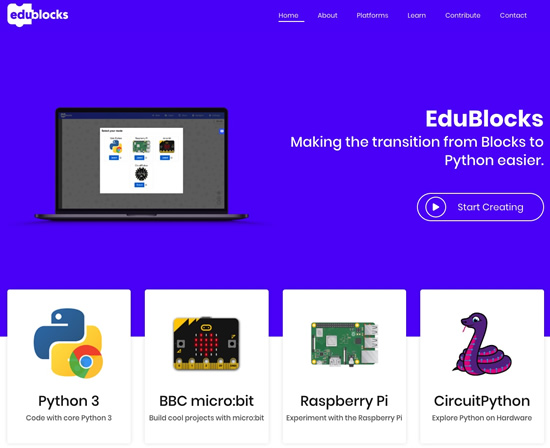 edublocks
Home About Platforms Learn Contribute Contact
EduBlocks
Making the transition from Blocks to
Python easier.
Start Creating
Python 3
Code with core Python 3
BBC micro:bit
Build cool projects with micro:bit
Raspberry Pi
Experiment with the Raspberry Pi
CircuitPython
Explore Python on Hardware